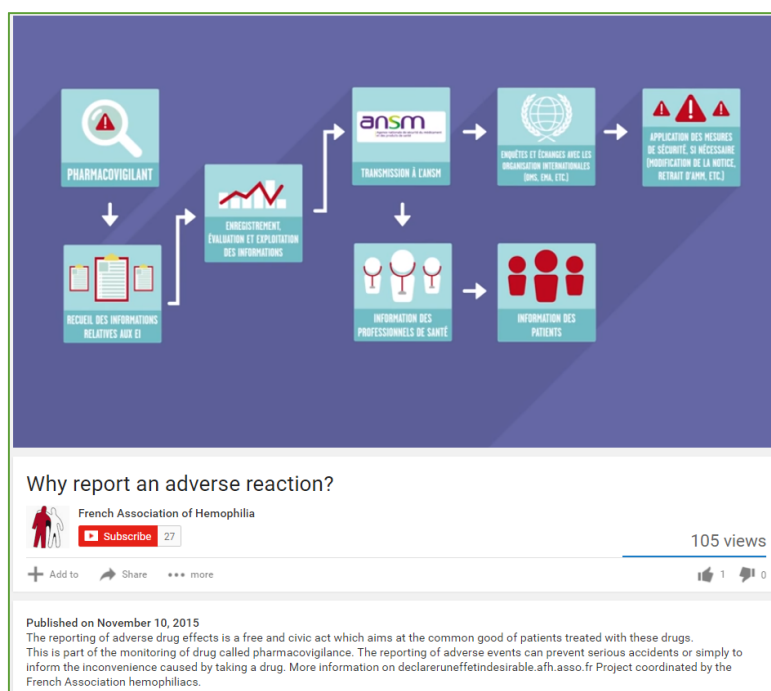 PHARMACOVIGILANT
RECUEIL DES INFORMATIONS
RELATIVES AUX EI
ENREGISTREMENT,
ÉVALUATION ET EXPLOITATION
DES INFORMATIONS
ansm
TRANSMISSION À L'ANSM
INFORMATION DES
PROFESSIONNELS DE SANTÉ
ENQUÊTES ET ÉCHANGES AVEC LES
ORGANISATION INTERNATIONALES
(OMS, EMA, ETC.)
INFORMATION DES
PATIENTS
APPLICATION DES MESURES
DE SÉCURITÉ, SI NÉCESSAIRE
(MODIFICATION DE LA NOTICE,
RETRAIT D'AMM, ETC.)
Why report an adverse reaction?
French Association of Hemophilia
Subscribe 27
105 views
Add to Share more
1 0
Published on November 10, 2015
The reporting of adverse drug effects is a free and civic act which aims at the common good of patients treated with these drugs.
This is part of the monitoring of drug called pharmacovigilance. The reporting of adverse events can prevent serious accidents or simply to
inform the inconvenience caused by taking a drug. More information on declareruneffetindesirable.afh.asso.fr Project coordinated by the
French Association hemophiliacs.